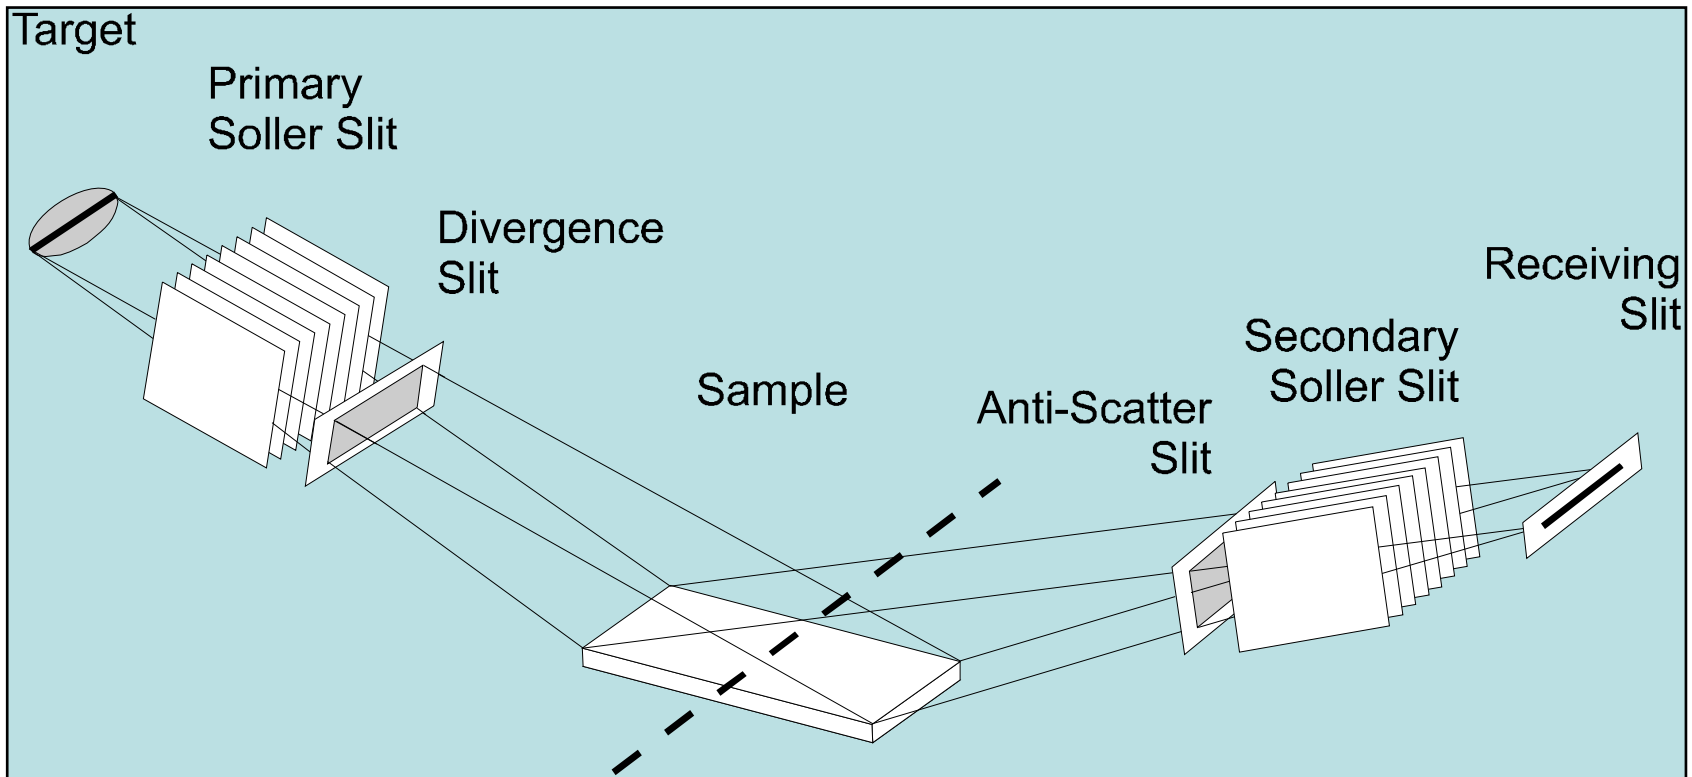 Target
Primary
Soller Slit
Divergence
Slit
Sample
Anti-Scatter
Slit
Secondary
Soller Slit
Receiving
Slit